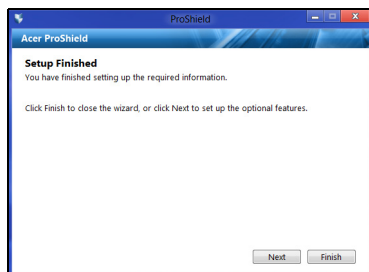 ProShield
Acer ProShield
Setup Finished
You have finished setting up the required information.
Click Finish to close the wizard, or click Next to set up the optional features.
Next Finish